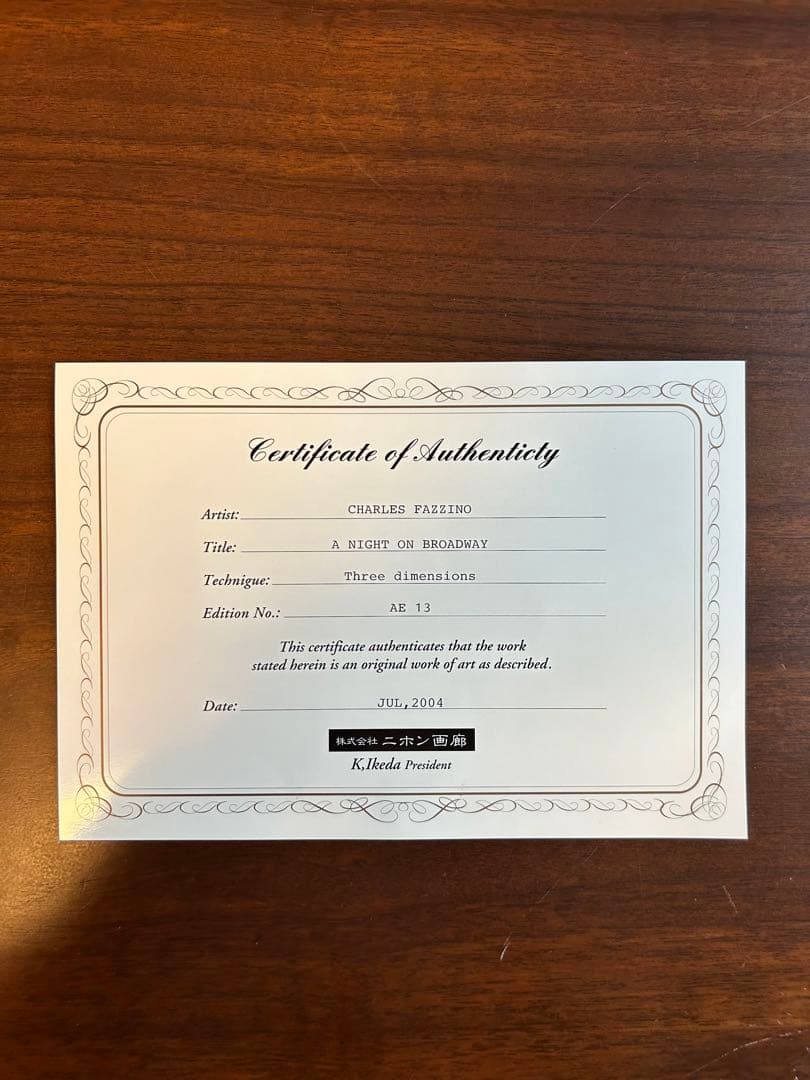 Certificate of Authenticty
Artist: CHARLES FAZZINO
Title: A NIGHT ON BROADWAY
Technigue: Three dimensions
Edition No.: AE 13
This certificate authenticates that the work
stated herein is an original work of art as described.
Date: JUL,2004
株式会社 ニホン画廊
K,Ikeda President